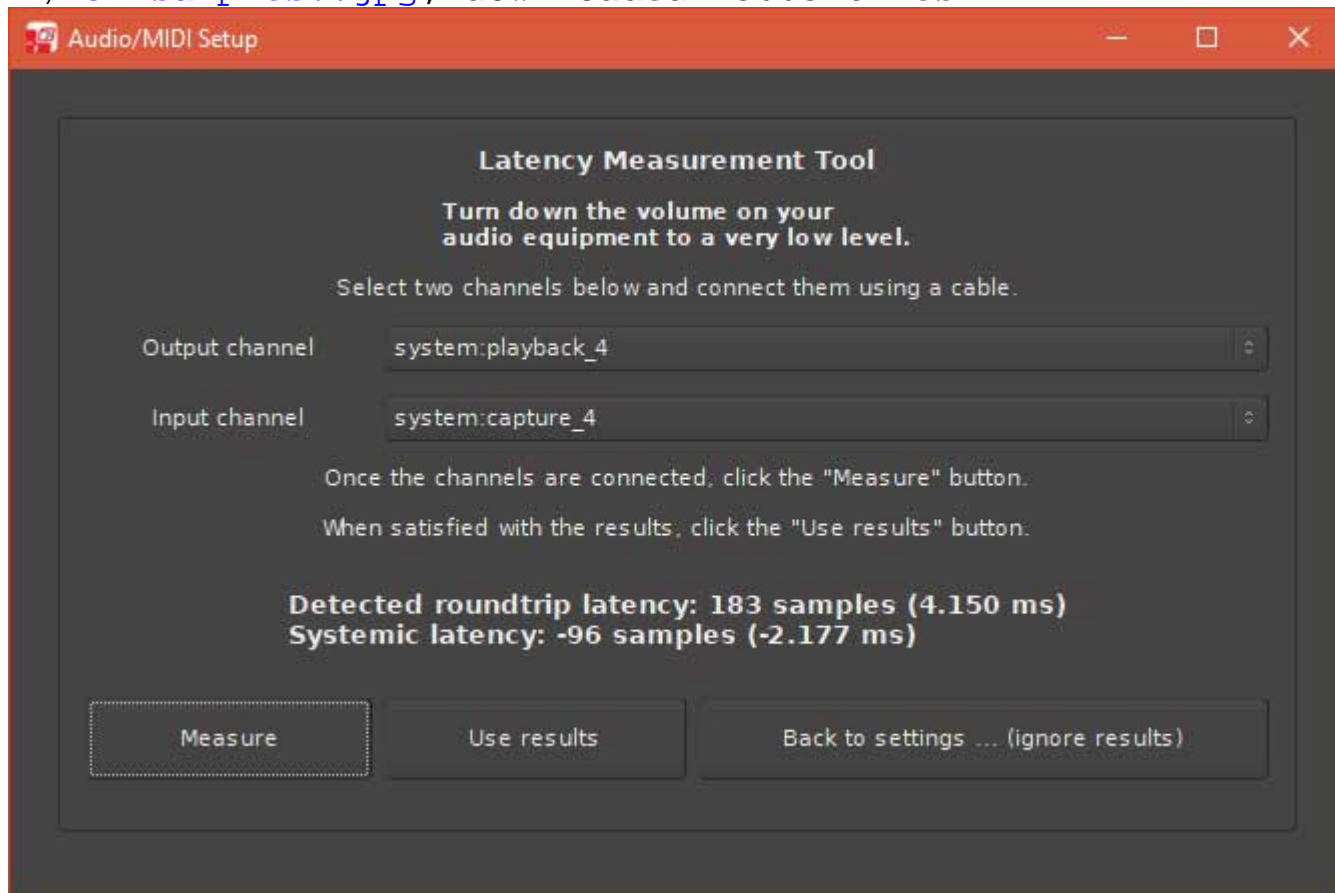 Audio/MIDI Setup
Latency Measurement Tool
Turn down the volume on your
audio equipment to a very low level.
Select two channels below and connect them using a cable.
Output channel system:playback_4
Input channel system:capture_4
Once the channels are connected, click the "Measure" button.
When satisfied with the results, click the "Use results" button.
Detected roundtrip latency: 183 samples (4.150 ms)
Systemic latency: -96 samples (-2.177 ms)
Measure Use results Back to settings ... (ignore results)